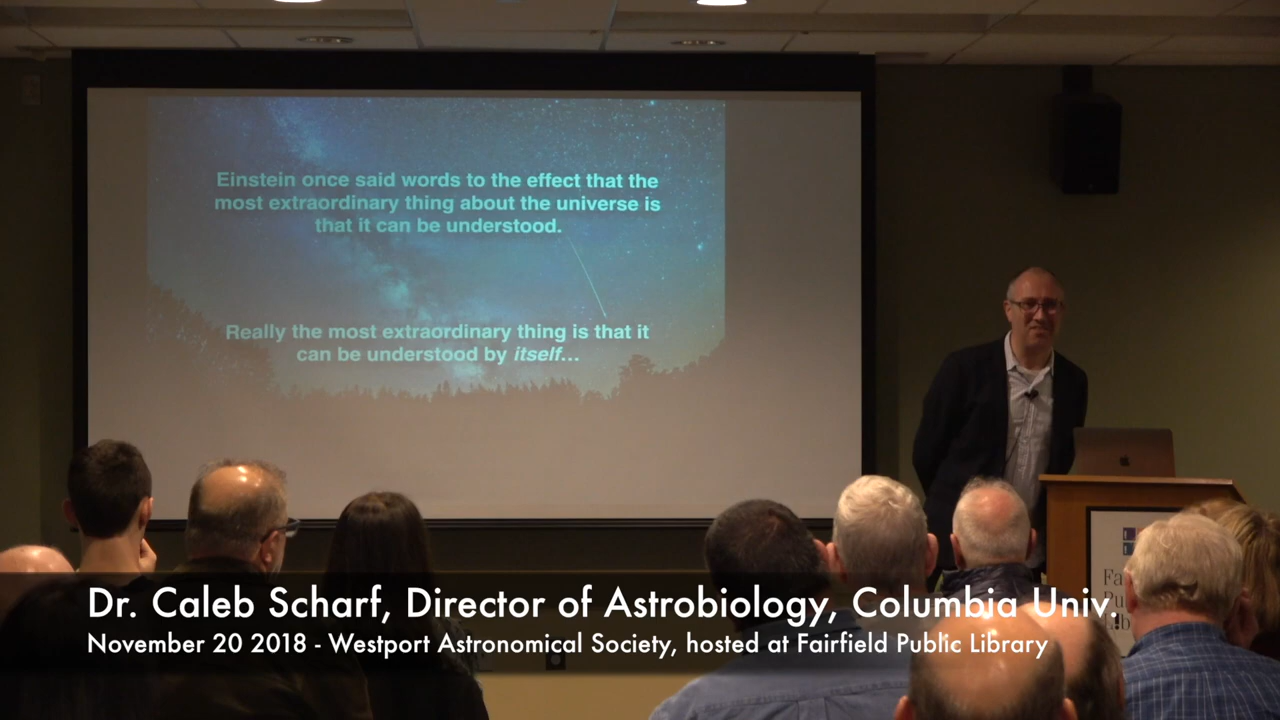 Einstein once said words to the effect that the
most extraordinary thing about the universe is
that it can be understood.
Really the most extraordinary thing is that it
can be understood by itself...
Dr. Caleb Scharf, Director of Astrobiology, Columbia Univ.
November 20 2018 - Westport Astronomical Society, hosted at Fairfield Public Library